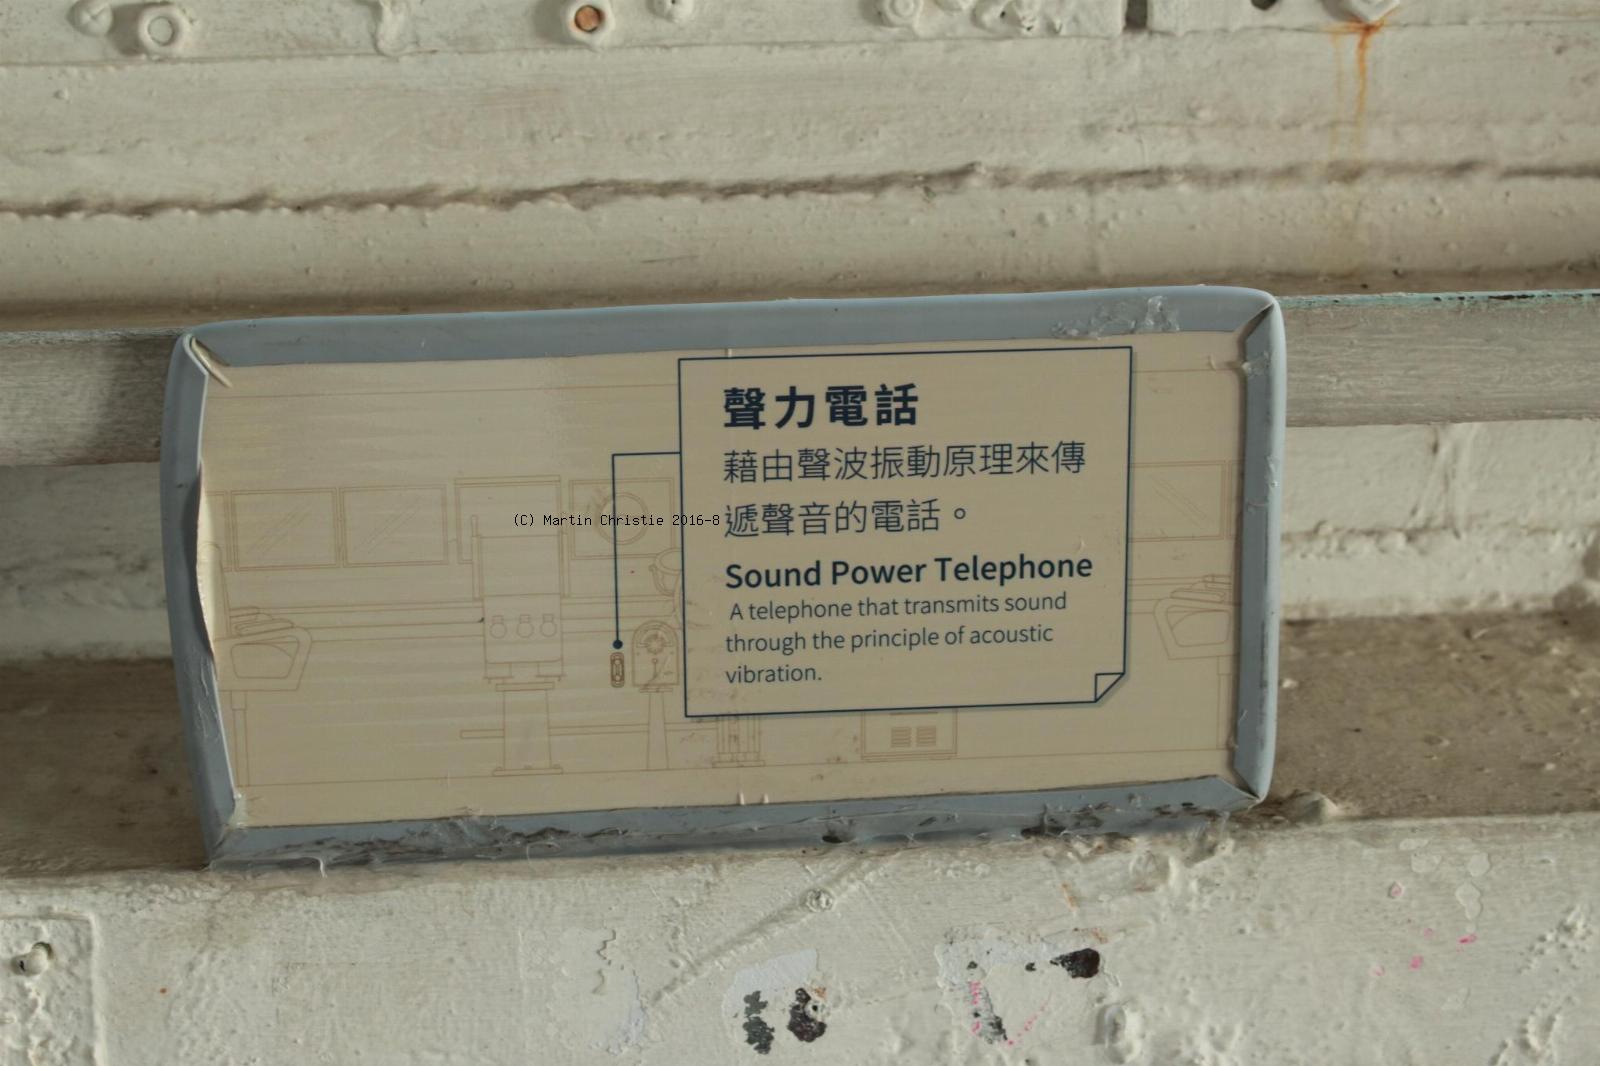 聲力電話
藉由聲波振動原理來傳
遞聲音的電話。
Sound Power Telephone
A telephone that transmits sound
through the principle of acoustic
vibration.
(C) Martin Christie 2016-8